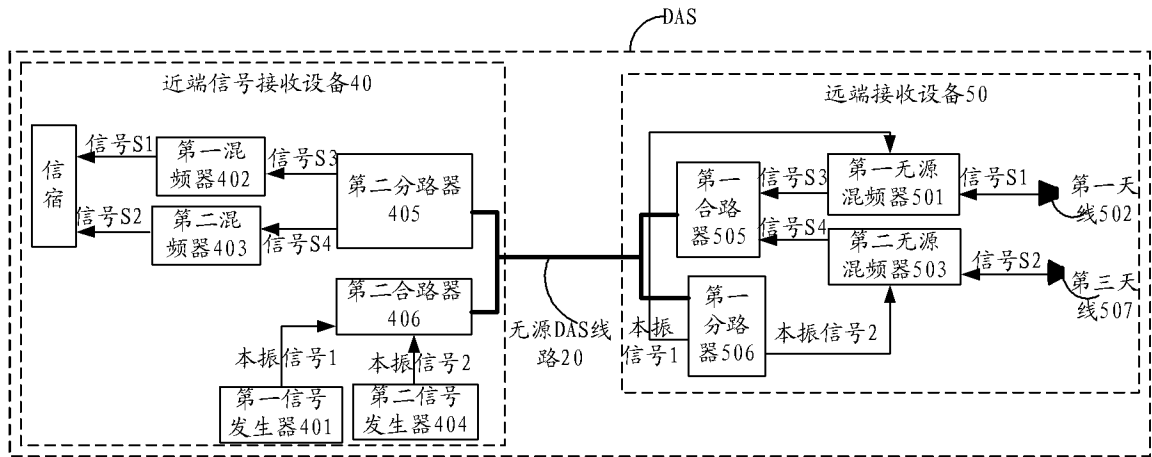 DAS
近端信号接收设备40
信宿
信号S1
第一混
频器402
信号S3
第二分路器
405
信号S2
第二混
频器403
信号S4
第二合路器
406
本振信号1
本振信号2
第一信号
发生器401
第二信号
发生器404
无源DAS线
路20
远端接收设备50
第一
合路
器505
信号S3
第一无源
混频器501
信号S1
第一天
线502
信号S4
第二无源
混频器503
信号S2
第三天
线507
第一
分路
器506
本振
信号1
本振信号2